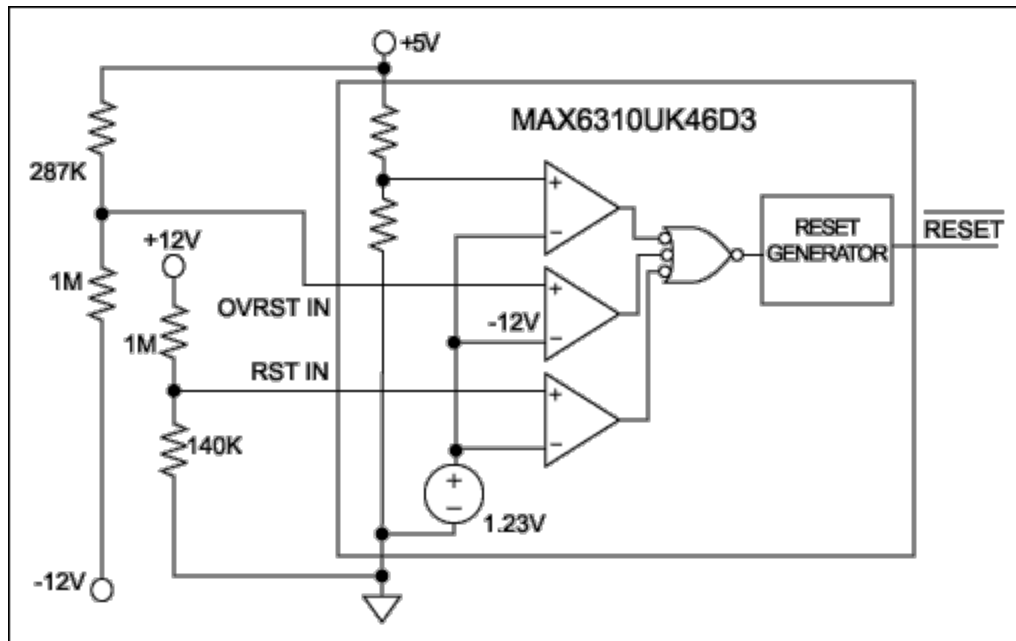 +5V
MAX6310UK46D3
287K
+
−
RESET
GENERATOR
RESET
+12V
1M
OVRST IN
+
-12V
−
1M
RST IN
+
−
140K
+
−
1.23V
-12V